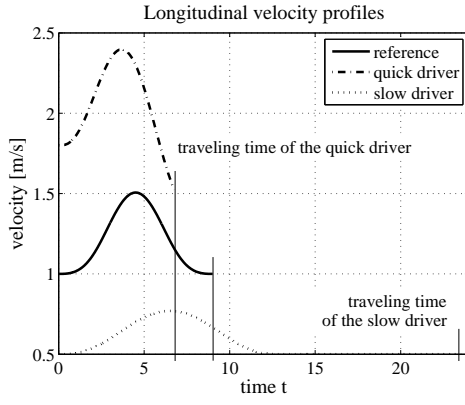 Longitudinal velocity profiles
velocity [m/s]
2.5
2
1.5
1
0.5
reference
quick driver
slow driver
traveling time of the quick driver
traveling time
of the slow driver
0
5
10
15
20
time t